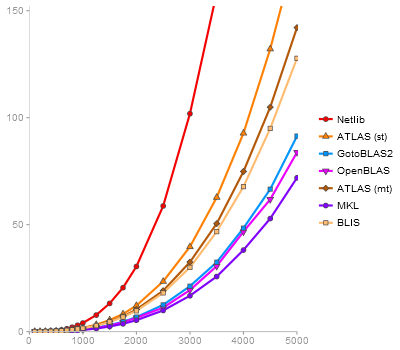 150
100
50
0
0 1000 2000 3000 4000 5000
Netlib
ATLAS (st)
GotoBLAS2
OpenBLAS
ATLAS (mt)
MKL
BLIS